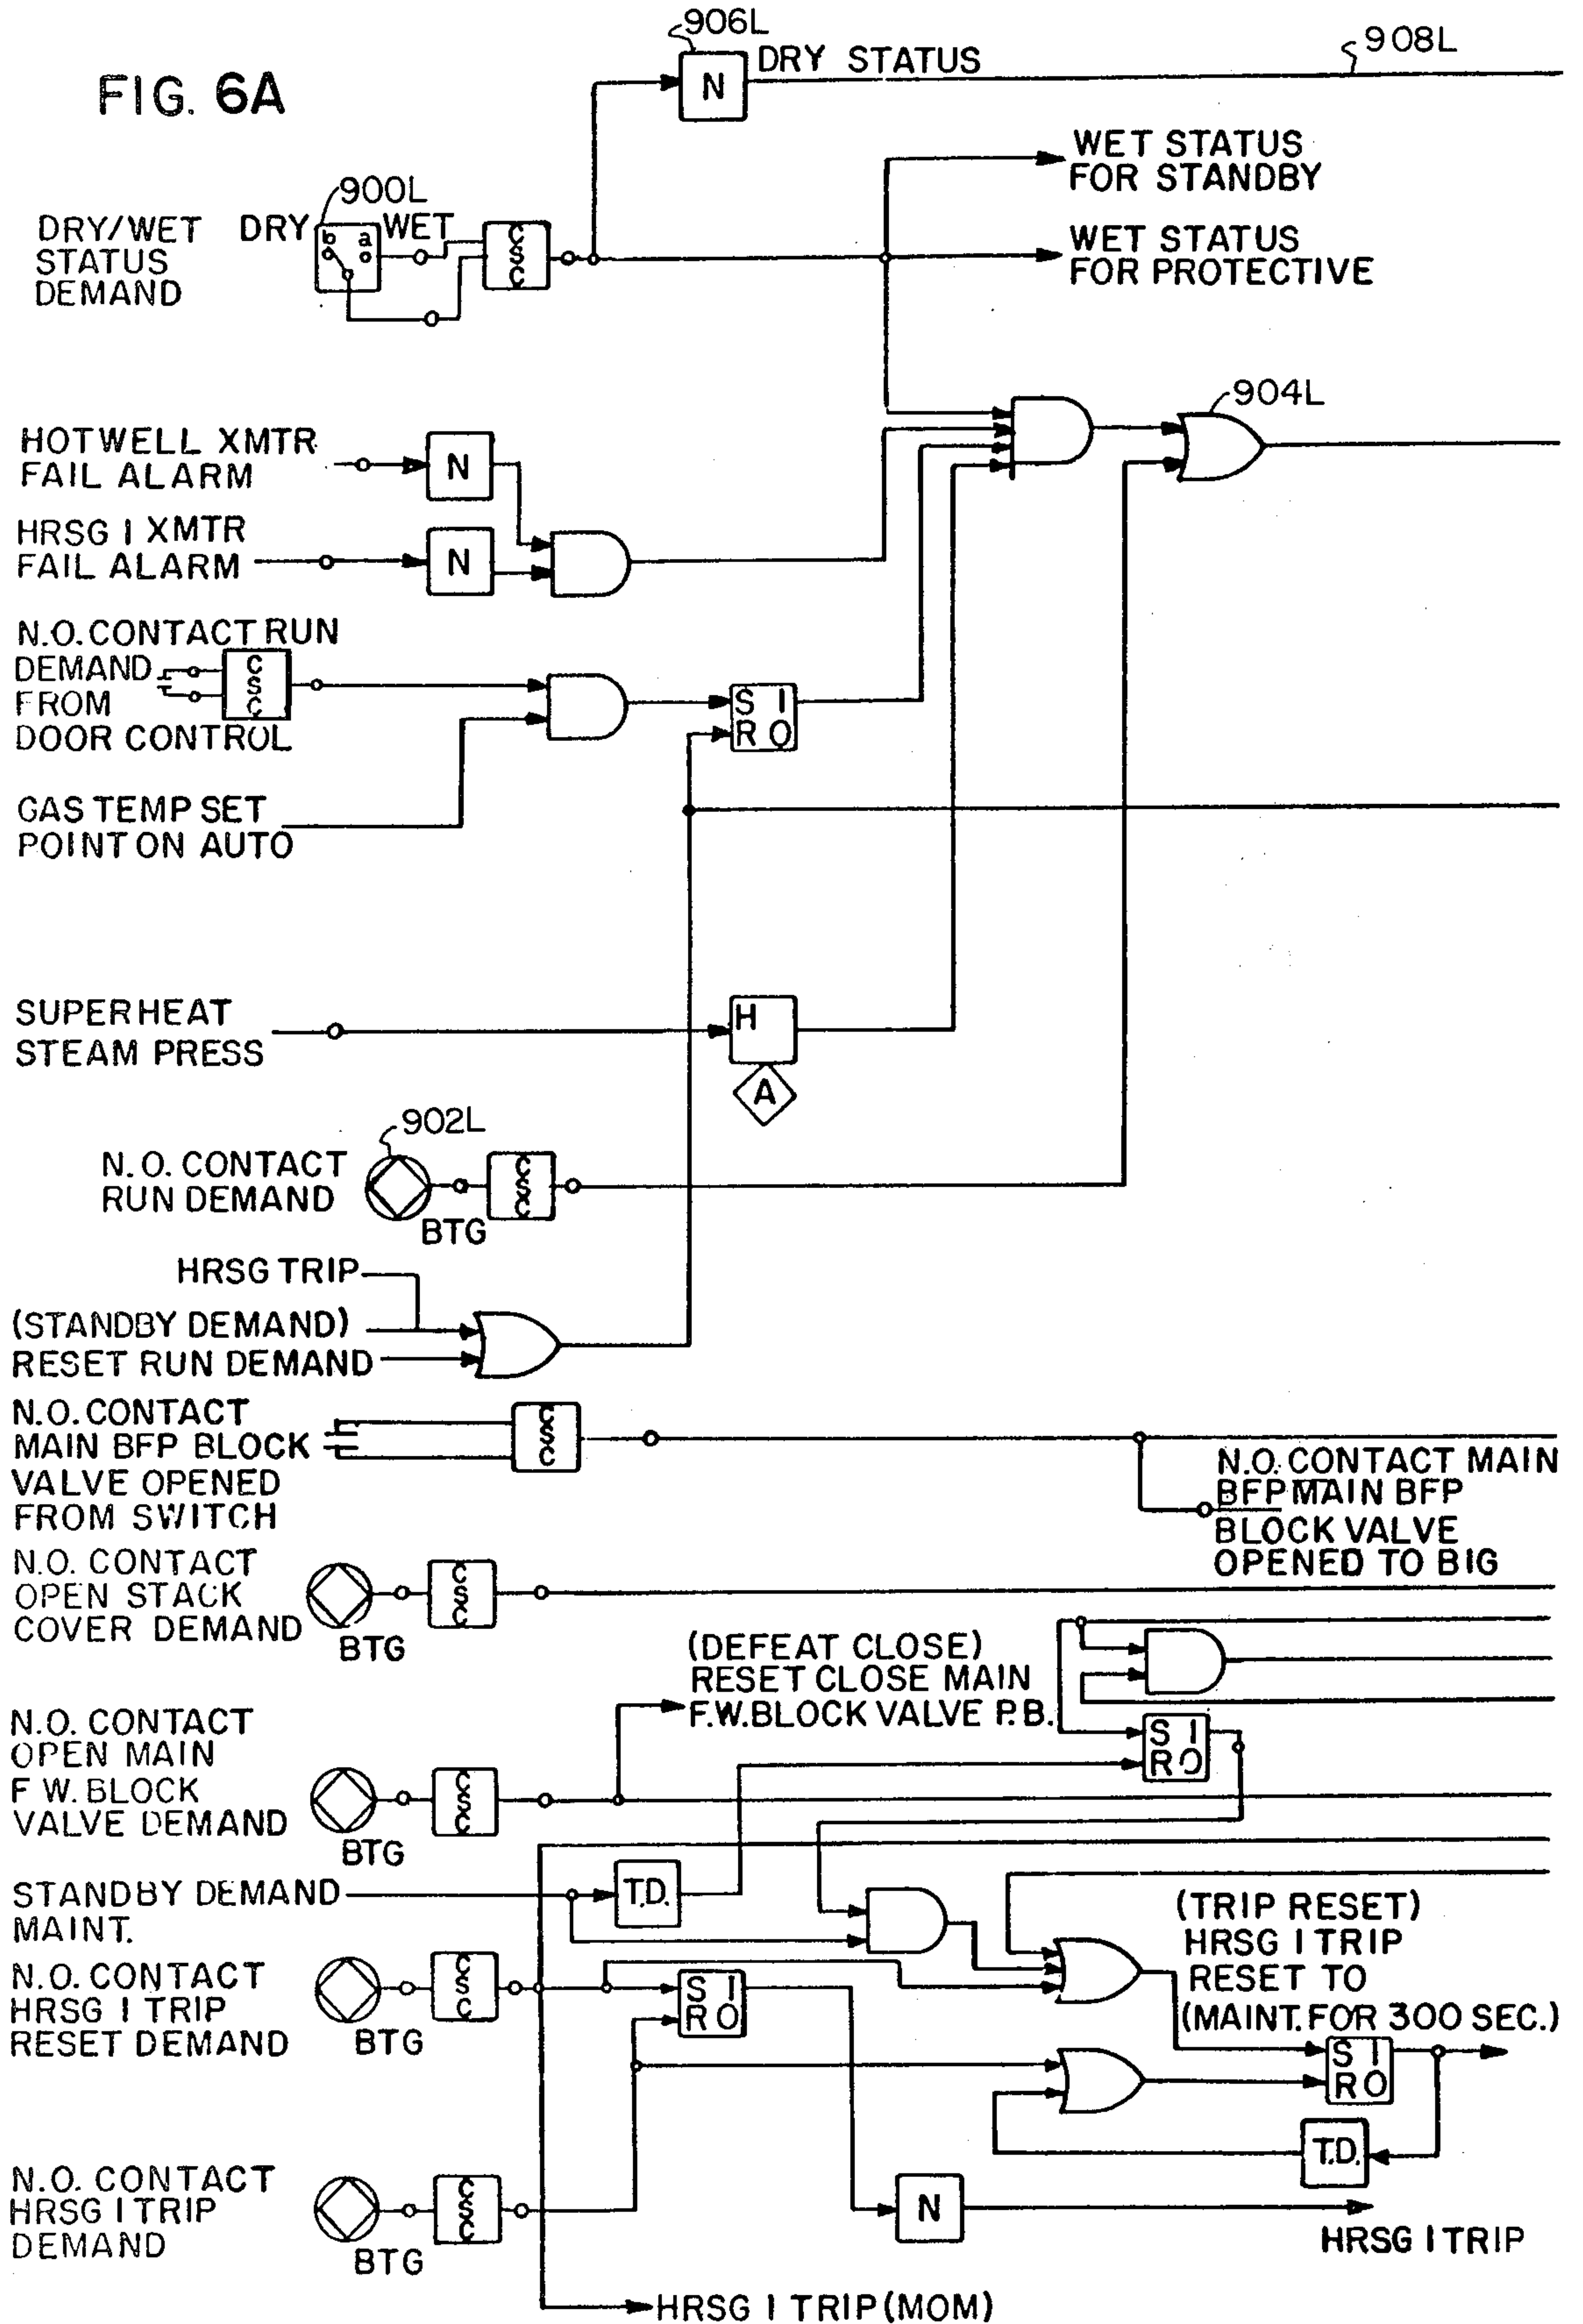 FIG. 6A
906L
DRY STATUS
908L
N
WET STATUS
FOR STANDBY
900L
DRY/WET
STATUS
DEMAND
DRY
b a
WET
CSC
WET STATUS
FOR PROTECTIVE
904L
HOTWELL XMTR
FAIL ALARM
N
HRSG I XMTR
FAIL ALARM
N
N.O. CONTACT RUN
DEMAND
FROM
DOOR CONTROL
CSC
S I
R O
GAS TEMP SET
POINT ON AUTO
SUPERHEAT
STEAM PRESS
H
A
902L
N.O. CONTACT
RUN DEMAND
CSC
BTG
HRSG TRIP
(STANDBY DEMAND)
RESET RUN DEMAND
N.O. CONTACT
MAIN BFP BLOCK
VALVE OPENED
FROM SWITCH
CSC
N.O. CONTACT MAIN
BFP MAIN BFP
BLOCK VALVE
OPENED TO BIG
N.O. CONTACT
OPEN STACK
COVER DEMAND
CSC
BTG
(DEFEAT CLOSE)
RESET CLOSE MAIN
F.W. BLOCK VALVE P.B.
S I
R O
N.O. CONTACT
OPEN MAIN
F W. BLOCK
VALVE DEMAND
CSC
BTG
STANDBY DEMAND
MAINT.
T.D.
(TRIP RESET)
HRSG I TRIP
RESET TO
(MAINT. FOR 300 SEC.)
N.O. CONTACT
HRSG I TRIP
RESET DEMAND
CSC
BTG
S I
R O
S I
R O
T.D.
N.O. CONTACT
HRSG I TRIP
DEMAND
CSC
BTG
N
HRSG I TRIP
HRSG I TRIP (MOM)